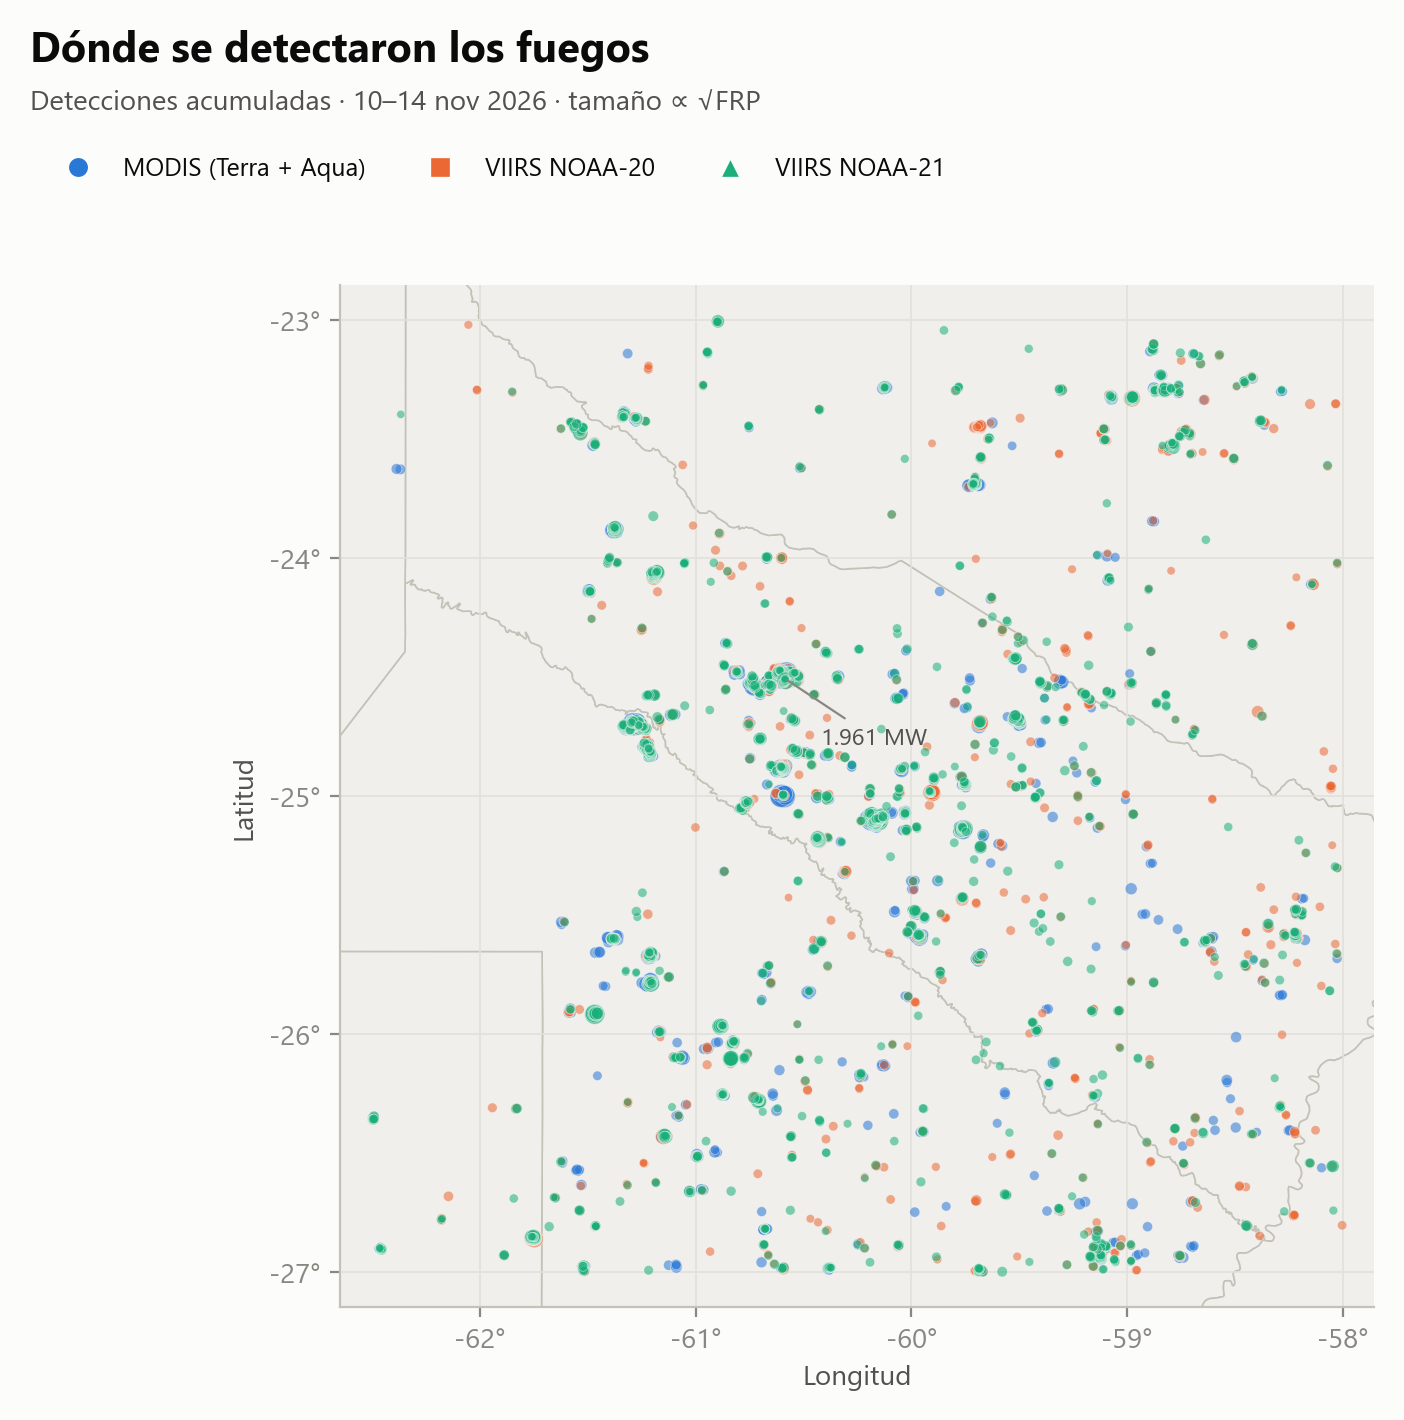 Dónde se detectaron los fuegos
Detecciones acumuladas · 10–14 nov 2026 · tamaño ∝ √FRP
MODIS (Terra + Aqua)
VIIRS NOAA-20
VIIRS NOAA-21
-23°
-24°
1.961 MW
-25°
Latitud
-26°
-27°
-62°
-61°
-60°
-59°
-58°
Longitud